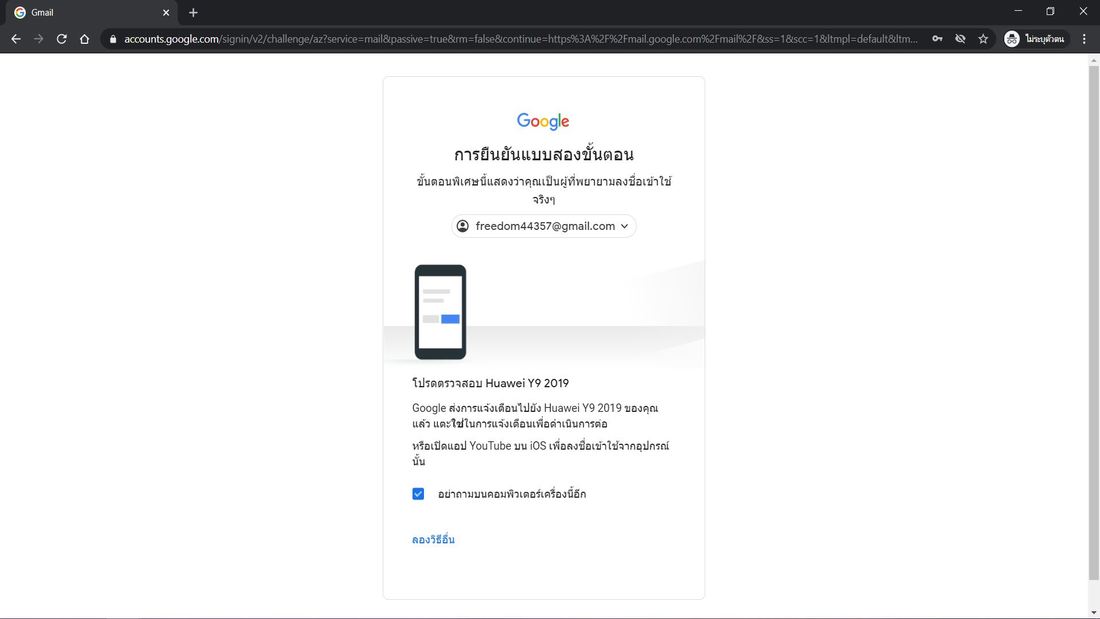 Gmail
accounts.google.com/signin/v2/challenge/az?service=mail&passive=true&rm=false&continue=https%3A%2F%2Fmail.google.com%2Fmail%2F&ss=1&scc=1&ltmpl=default&ltm...
ไม่ระบุตัวตน
Google
การยืนยันแบบสองขั้นตอน
ขั้นตอนพิเศษนี้แสดงว่าคุณเป็นผู้ที่พยายามลงชื่อเข้าใช้
จริงๆ
freedom44357@gmail.com
โปรดตรวจสอบ Huawei Y9 2019
Google ส่งการแจ้งเตือนไปยัง Huawei Y9 2019 ของคุณ
แล้ว แตะใช่ในการแจ้งเตือนเพื่อดำเนินการต่อ
หรือเปิดแอป YouTube บน iOS เพื่อลงชื่อเข้าใช้จากอุปกรณ์
นั้น
อย่าถามบนคอมพิวเตอร์เครื่องนี้อีก
ลองวิธีอื่น